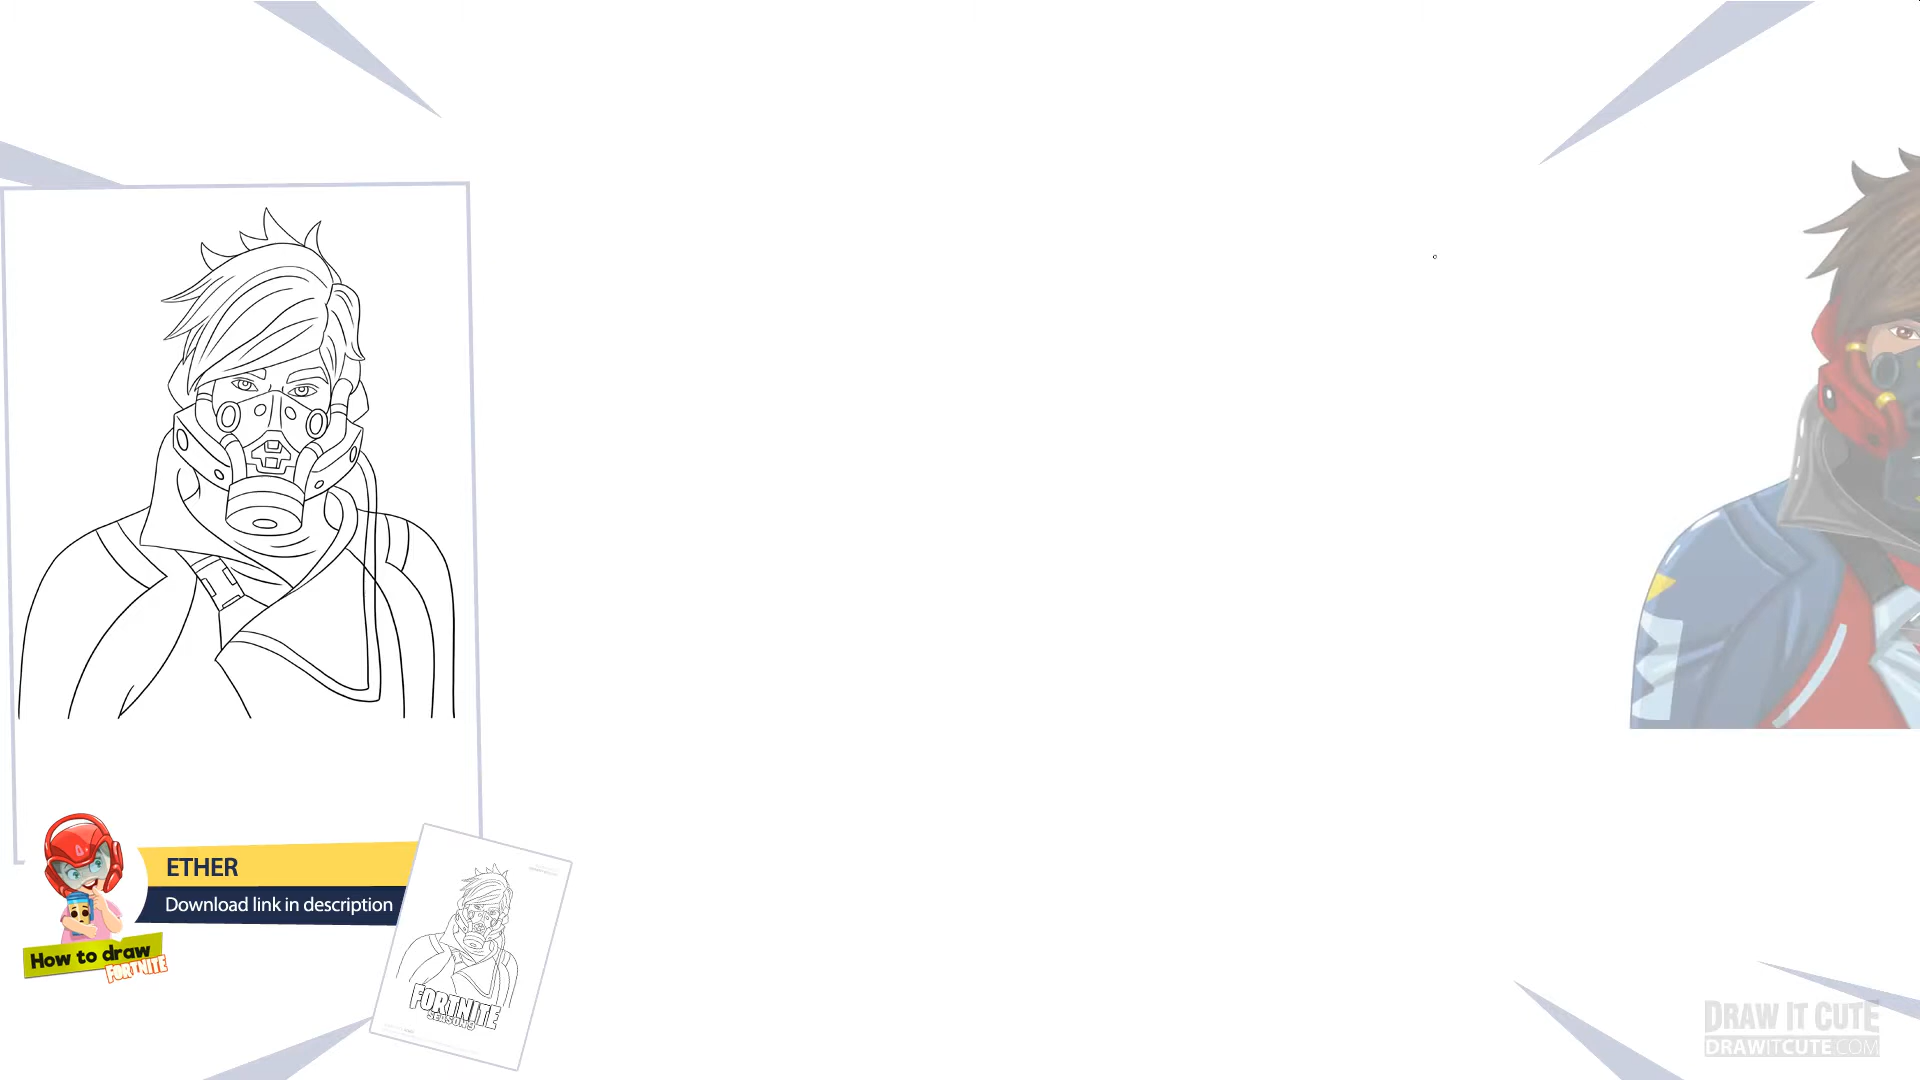 ETHER
Download link in description
How to draw
FORTNITE
FORTNITE
SEASON 9
DRAW IT CUTE
DRAWITCUTE.COM